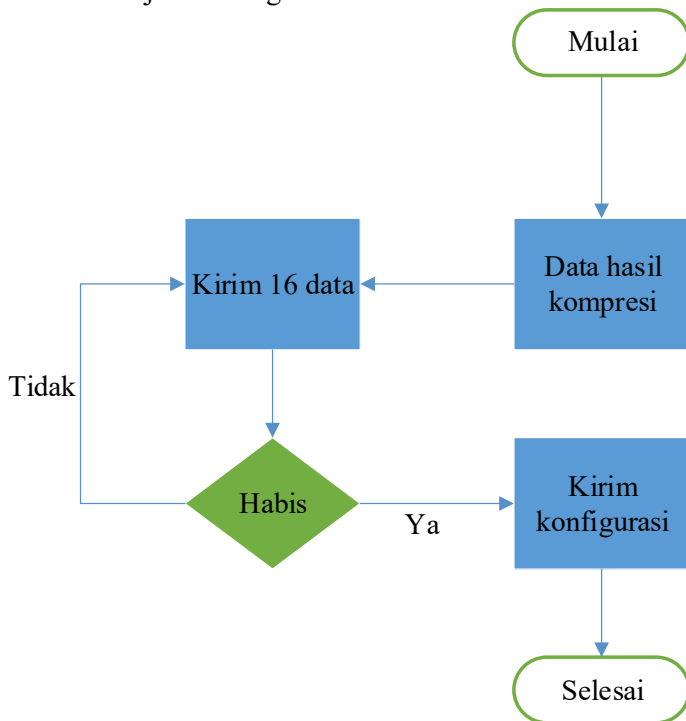 Mulai
Data hasil
kompresi
Kirim 16 data
Tidak
Habis
Ya
Kirim
konfigurasi
Selesai